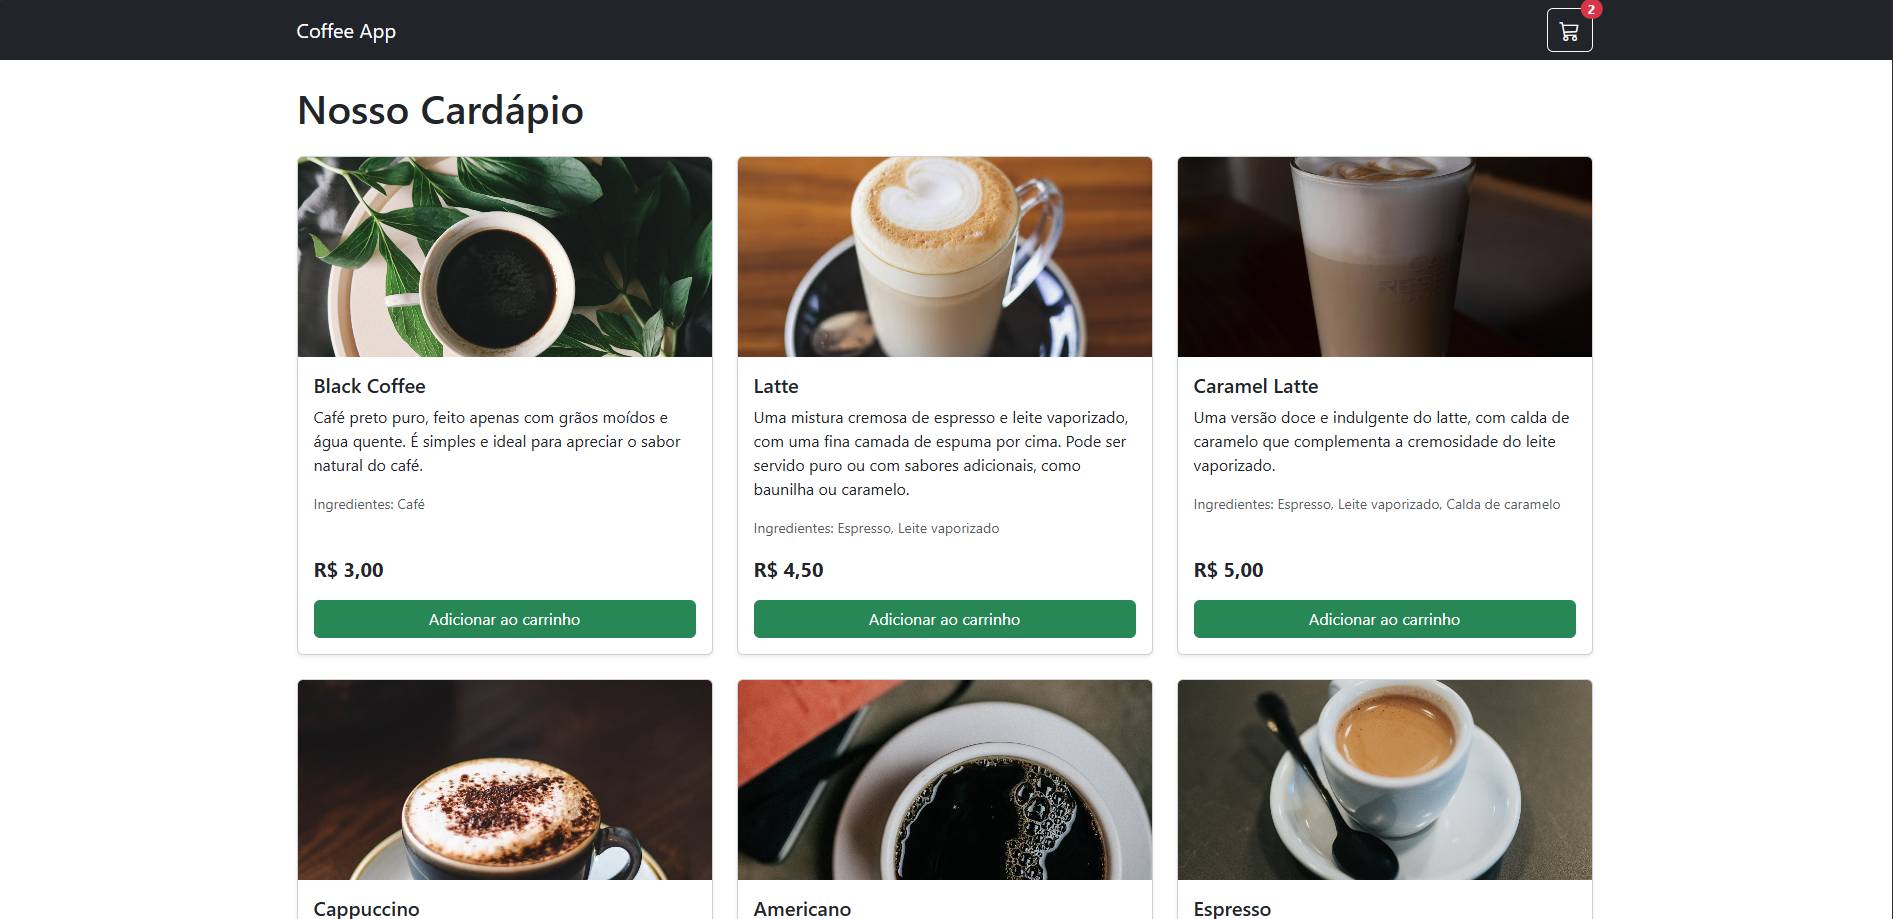 Coffee App
2
Nosso Cardápio
Black Coffee
Café preto puro, feito apenas com grãos moídos e
água quente. É simples e ideal para apreciar o sabor
natural do café.
Ingredientes: Café
R$ 3,00
Adicionar ao carrinho
Latte
Uma mistura cremosa de espresso e leite vaporizado,
com uma fina camada de espuma por cima. Pode ser
servido puro ou com sabores adicionais, como
baunilha ou caramelo.
Ingredientes: Espresso, Leite vaporizado
R$ 4,50
Adicionar ao carrinho
Caramel Latte
Uma versão doce e indulgente do latte, com calda de
caramelo que complementa a cremosidade do leite
vaporizado.
Ingredientes: Espresso, Leite vaporizado, Calda de caramelo
R$ 5,00
Adicionar ao carrinho
Cappuccino
Americano
Espresso